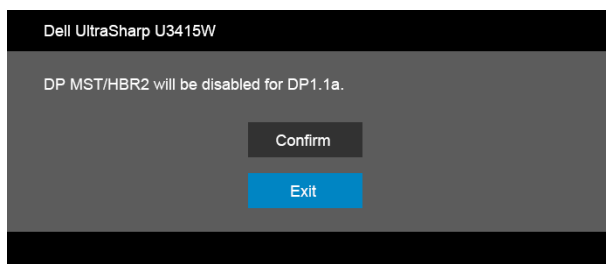 Dell UltraSharp U3415W
DP MST/HBR2 will be disabled for DP1.1a.
Confirm
Exit